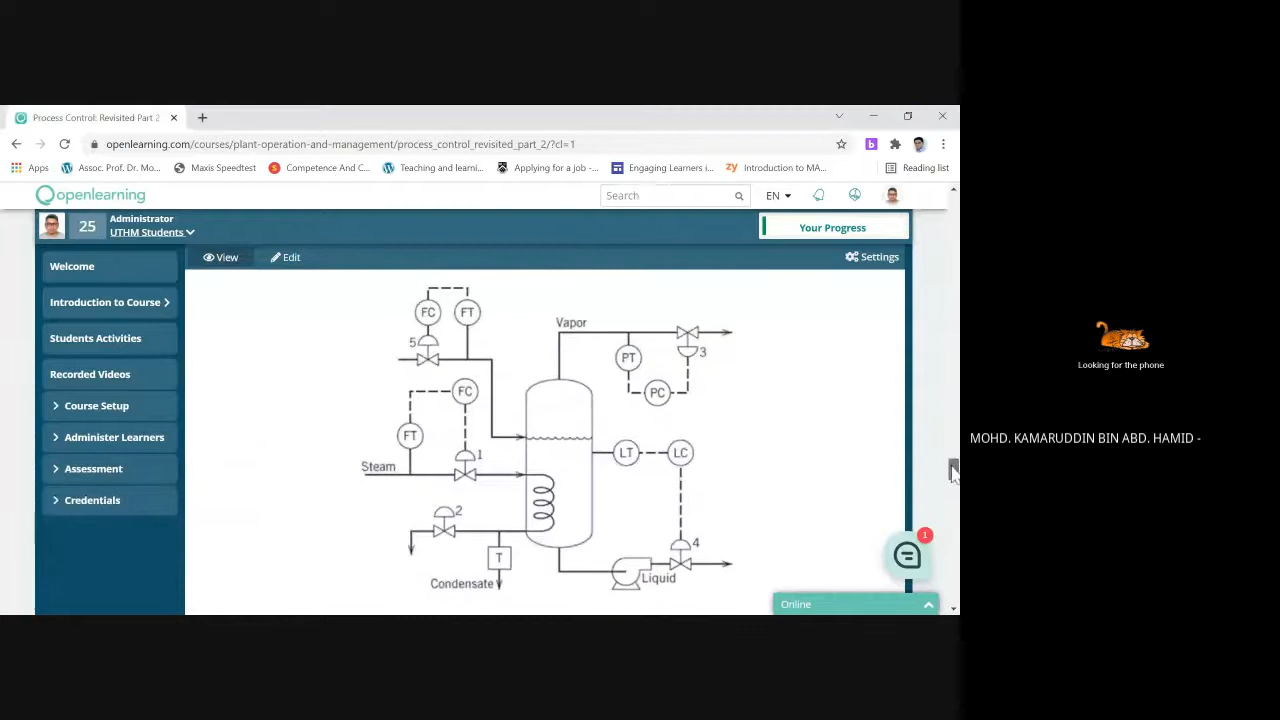 Process Control: Revisited Part 2
openlearning.com/courses/plant-operation-and-management/process_control_revisited_part_2/?cl=1
Apps
Assoc. Prof. Dr. Mo...
Maxis Speedtest
Competence And C...
Teaching and learni...
Applying for a job -...
Engaging Learners i...
zy Introduction to MA...
Reading list
openlearning
Search
EN
25
Administrator
UTHM Students
Your Progress
View
Edit
Settings
Welcome
Introduction to Course
Students Activities
Recorded Videos
Course Setup
Administer Learners
Assessment
Credentials
FC
FT
5
Vapor
PT
3
PC
FC
FT
LT
LC
1
Steam
2
4
T
Liquid
Condensate
b
1
Online
Looking for the phone
MOHD. KAMARUDDIN BIN ABD. HAMID -